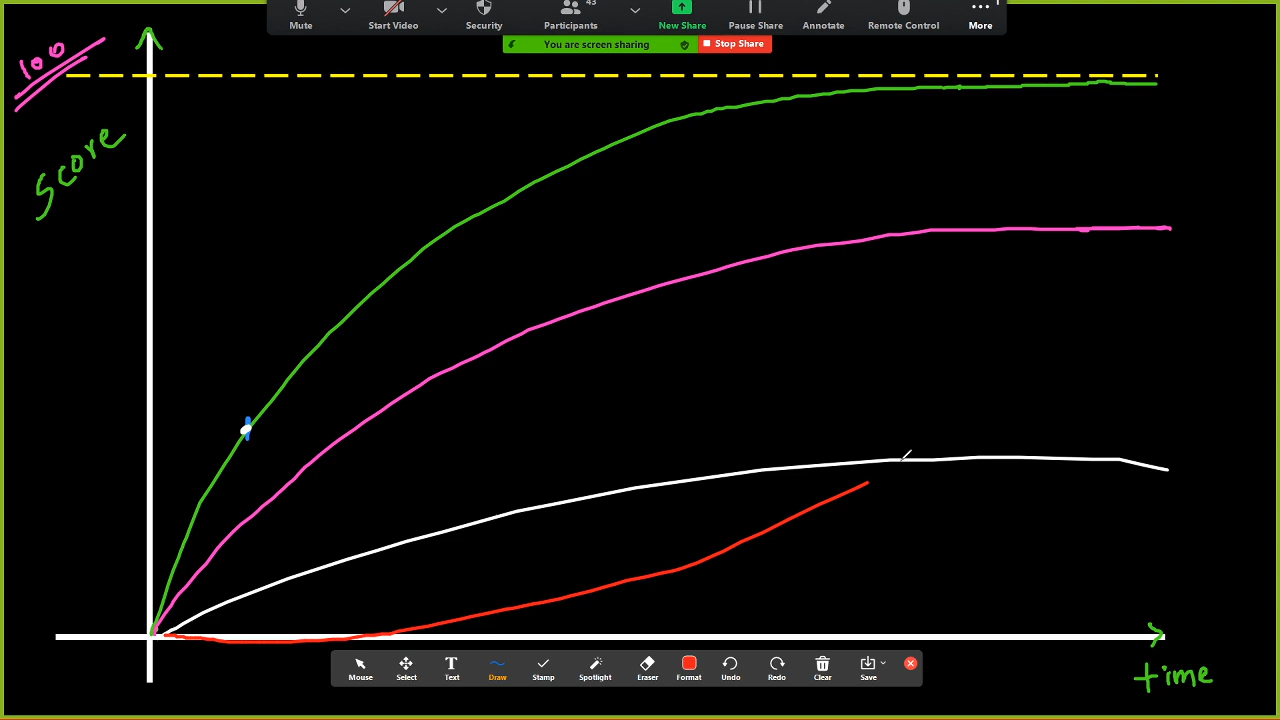 43
Mute Start Video Security Participants New Share Pause Share Annotate Remote Control More
You are screen sharing Stop Share
100
Score
Mouse Select Text Draw Stamp Spotlight Eraser Format Undo Redo Clear Save
time